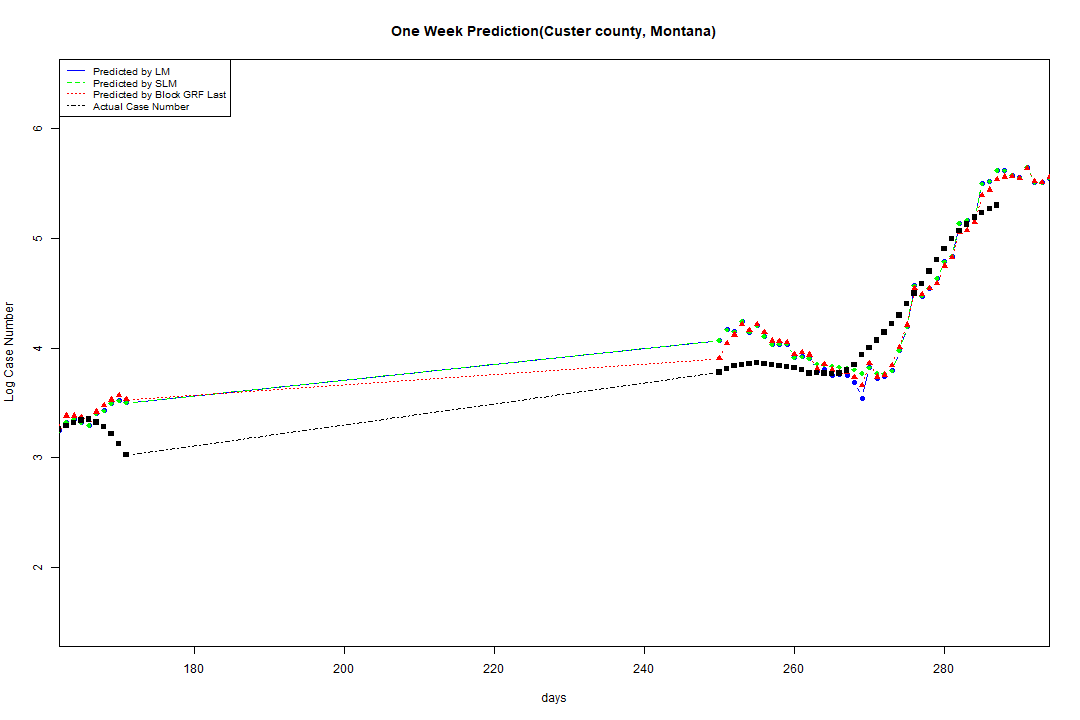 One Week Prediction(Custer county, Montana)
Predicted by LM
Predicted by SLM
Predicted by Block GRF Last
Actual Case Number
6
5
4
3
2
Log Case Number
180 200 220 240 260 280
days